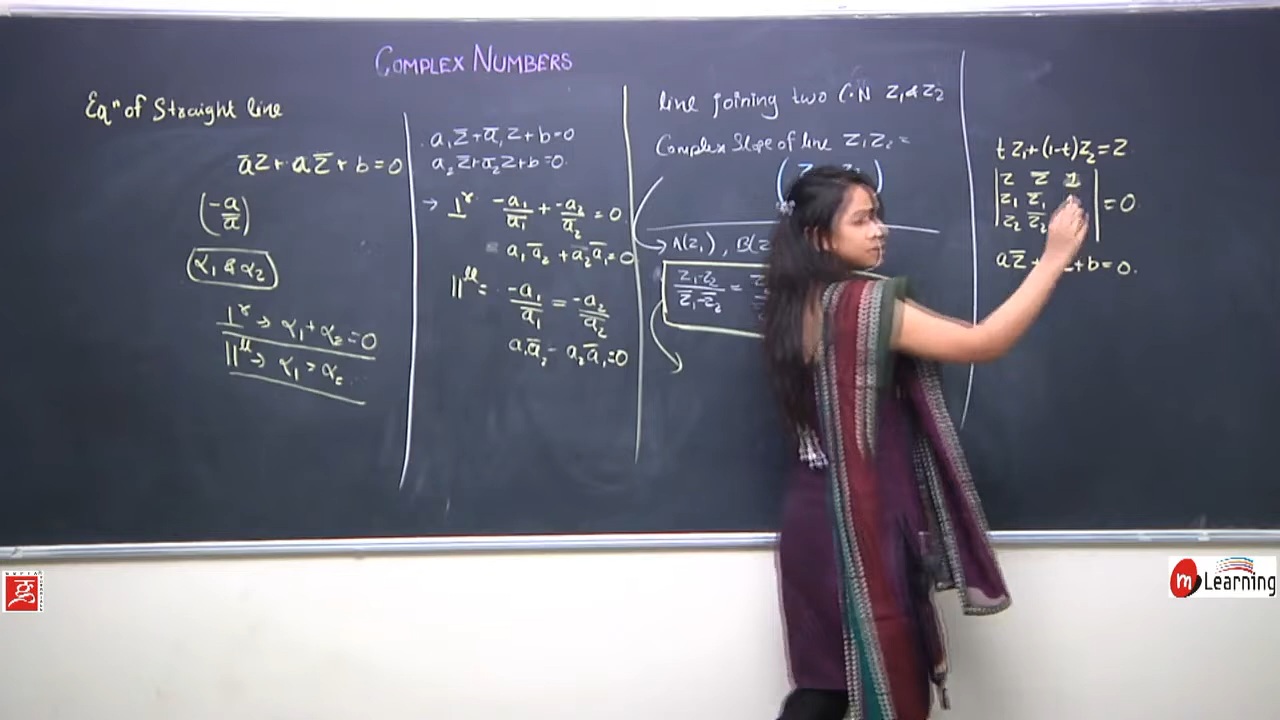 COMPLEX NUMBERS
Eqⁿ of Straight line
āz + az̄ + b = 0
(-a/ā)
α₁ & α₂
⊥ʳ → α₁ + α₂ = 0
||ˡˡ → α₁ =
a₁z̄ + ā₁z + b = 0
a₂z̄ + ā₂z + b = 0
→ ⊥ʳ -a₁/ā₁ + -a₂/ā₂ = 0
a₁ā₂ + a₂ā₁ = 0
||ˡˡ = -a₁/ā₁ = -a₂/ā₂
a₁ā₂ - a₂ā₁ = 0
line joining two C.N Z₁ & Z₂
Complex Slope of line Z₁Z₂ =
A(z₁), B(z
z₁-z₂/z̄₁-z̄₂ =
tz₁ + (1-t)z₂ = z
| z z̄ 1
z₁ z̄₁
z₂ z̄₂ | = 0
az̄ + z + b = 0.
m Learning